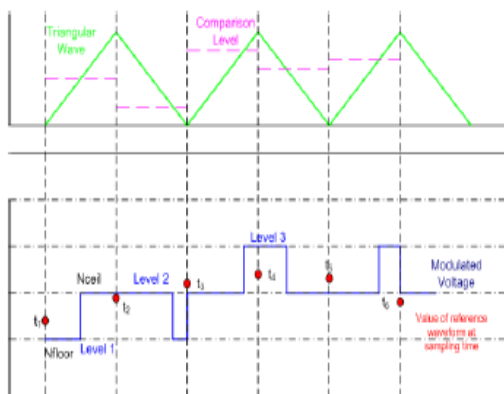 Triangular
Wave
Comparison
Level
Level 3
Nceil
Level 2
t3
t4
t5
Modulated
Voltage
t1
t2
t6
Value of reference
waveform at
sampling time
Nfloor
Level 1